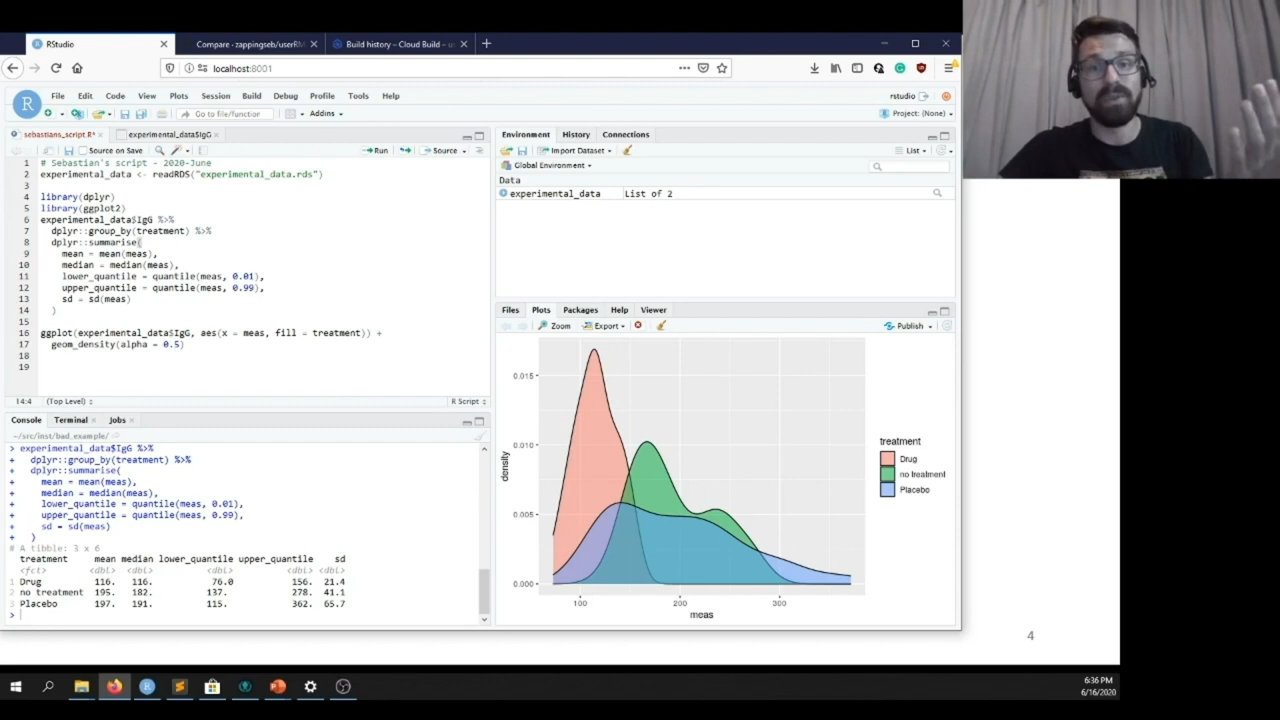 RStudio
Compare · zappingseb/userRM
Build history – Cloud Build – u
localhost:8001
File Edit Code View Plots Session Build Debug Profile Tools Help
rstudio
R
Go to file/function
Addins
Project: (None)
sebastians_script.R*
experimental_data$IgG
Source on Save
Run
Source
1 # Sebastian's script - 2020-June
2 experimental_data <- readRDS("experimental_data.rds")
3
4 library(dplyr)
5 library(ggplot2)
6 experimental_data$IgG %>%
7 dplyr::group_by(treatment) %>%
8 dplyr::summarise(
9 mean = mean(meas),
10 median = median(meas),
11 lower_quantile = quantile(meas, 0.01),
12 upper_quantile = quantile(meas, 0.99),
13 sd = sd(meas)
14 )
15
16 ggplot(experimental_data$IgG, aes(x = meas, fill = treatment)) +
17 geom_density(alpha = 0.5)
18
19
14:4 (Top Level) R Script
Console Terminal Jobs
~/src/inst/bad_example/
> experimental_data$IgG %>%
+ dplyr::group_by(treatment) %>%
+ dplyr::summarise(
+ mean = mean(meas),
+ median = median(meas),
+ lower_quantile = quantile(meas, 0.01),
+ upper_quantile = quantile(meas, 0.99),
+ sd = sd(meas)
+ )
# A tibble: 3 x 6
treatment mean median lower_quantile upper_quantile sd
<fct> <dbl> <dbl> <dbl> <dbl> <dbl>
1 Drug 116. 116. 76.0 156. 21.4
2 no treatment 195. 182. 137. 278. 41.1
3 Placebo 197. 191. 115. 362. 65.7
>
Environment History Connections
Import Dataset
List
Global Environment
Data
experimental_data List of 2
Files Plots Packages Help Viewer
Zoom Export Publish
0.015
0.010
0.005
0.000
density
100 200 300
meas
treatment
Drug
no treatment
Placebo
4
6:36 PM
6/16/2020